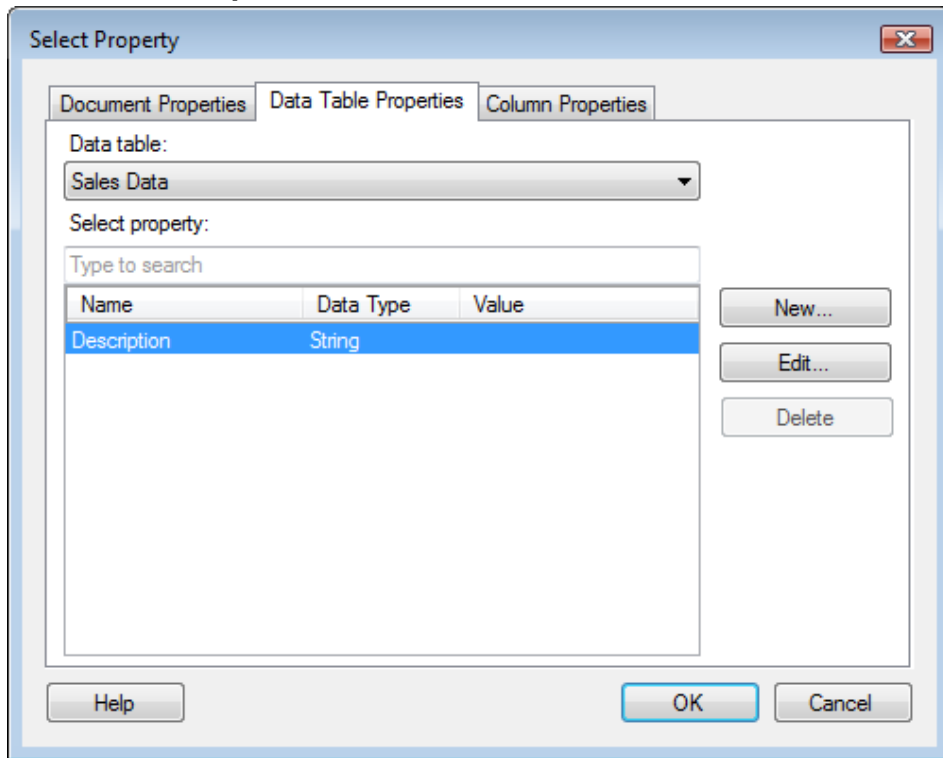 Select Property
Document Properties Data Table Properties Column Properties
Data table:
Sales Data
Select property:
Type to search
Name Data Type Value
New...
Description String
Edit...
Delete
Help OK Cancel